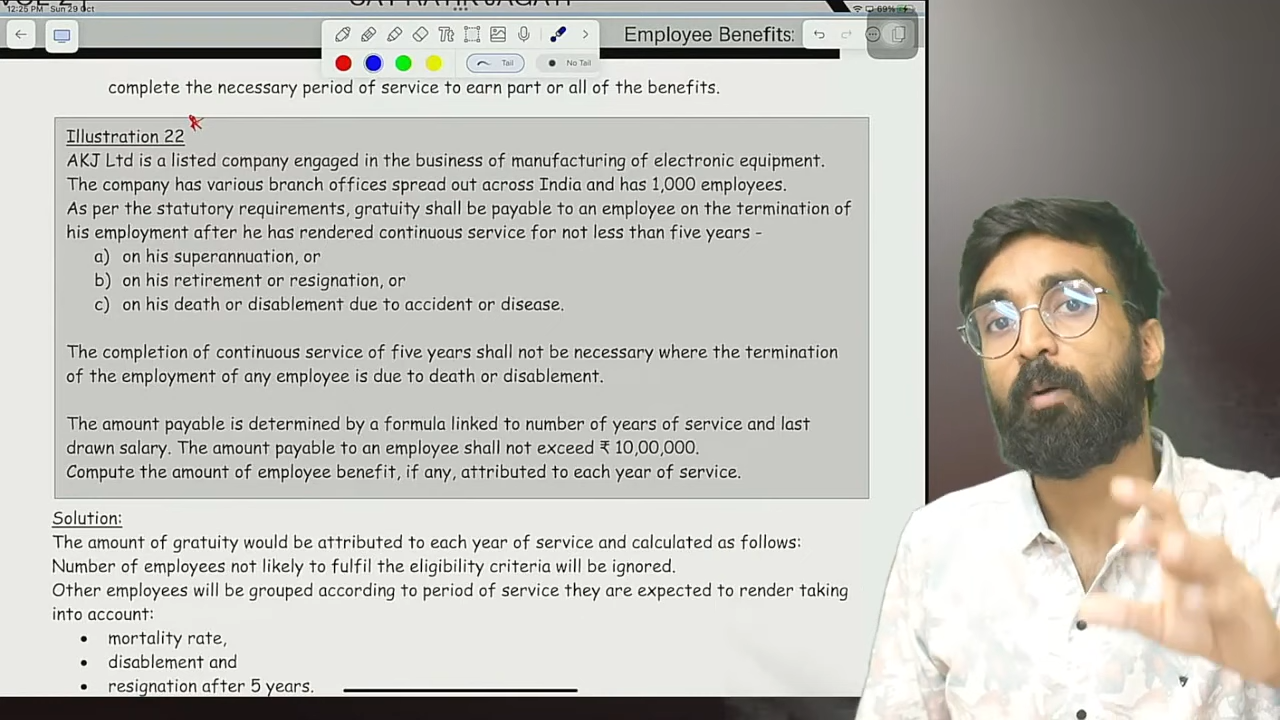 12:25 PM Sun 29 Oct
69%
Tt
Employee Benefits:
Tail
No Tail
complete the necessary period of service to earn part or all of the benefits.
Illustration 22
AKJ Ltd is a listed company engaged in the business of manufacturing of electronic equipment.
The company has various branch offices spread out across India and has 1,000 employees.
As per the statutory requirements, gratuity shall be payable to an employee on the termination of
his employment after he has rendered continuous service for not less than five years -
a) on his superannuation, or
b) on his retirement or resignation, or
c) on his death or disablement due to accident or disease.
The completion of continuous service of five years shall not be necessary where the termination
of the employment of any employee is due to death or disablement.
The amount payable is determined by a formula linked to number of years of service and last
drawn salary. The amount payable to an employee shall not exceed ₹ 10,00,000.
Compute the amount of employee benefit, if any, attributed to each year of service.
Solution:
The amount of gratuity would be attributed to each year of service and calculated as follows:
Number of employees not likely to fulfil the eligibility criteria will be ignored.
Other employees will be grouped according to period of service they are expected to render taking
into account:
• mortality rate,
• disablement and
• resignation after 5 years.